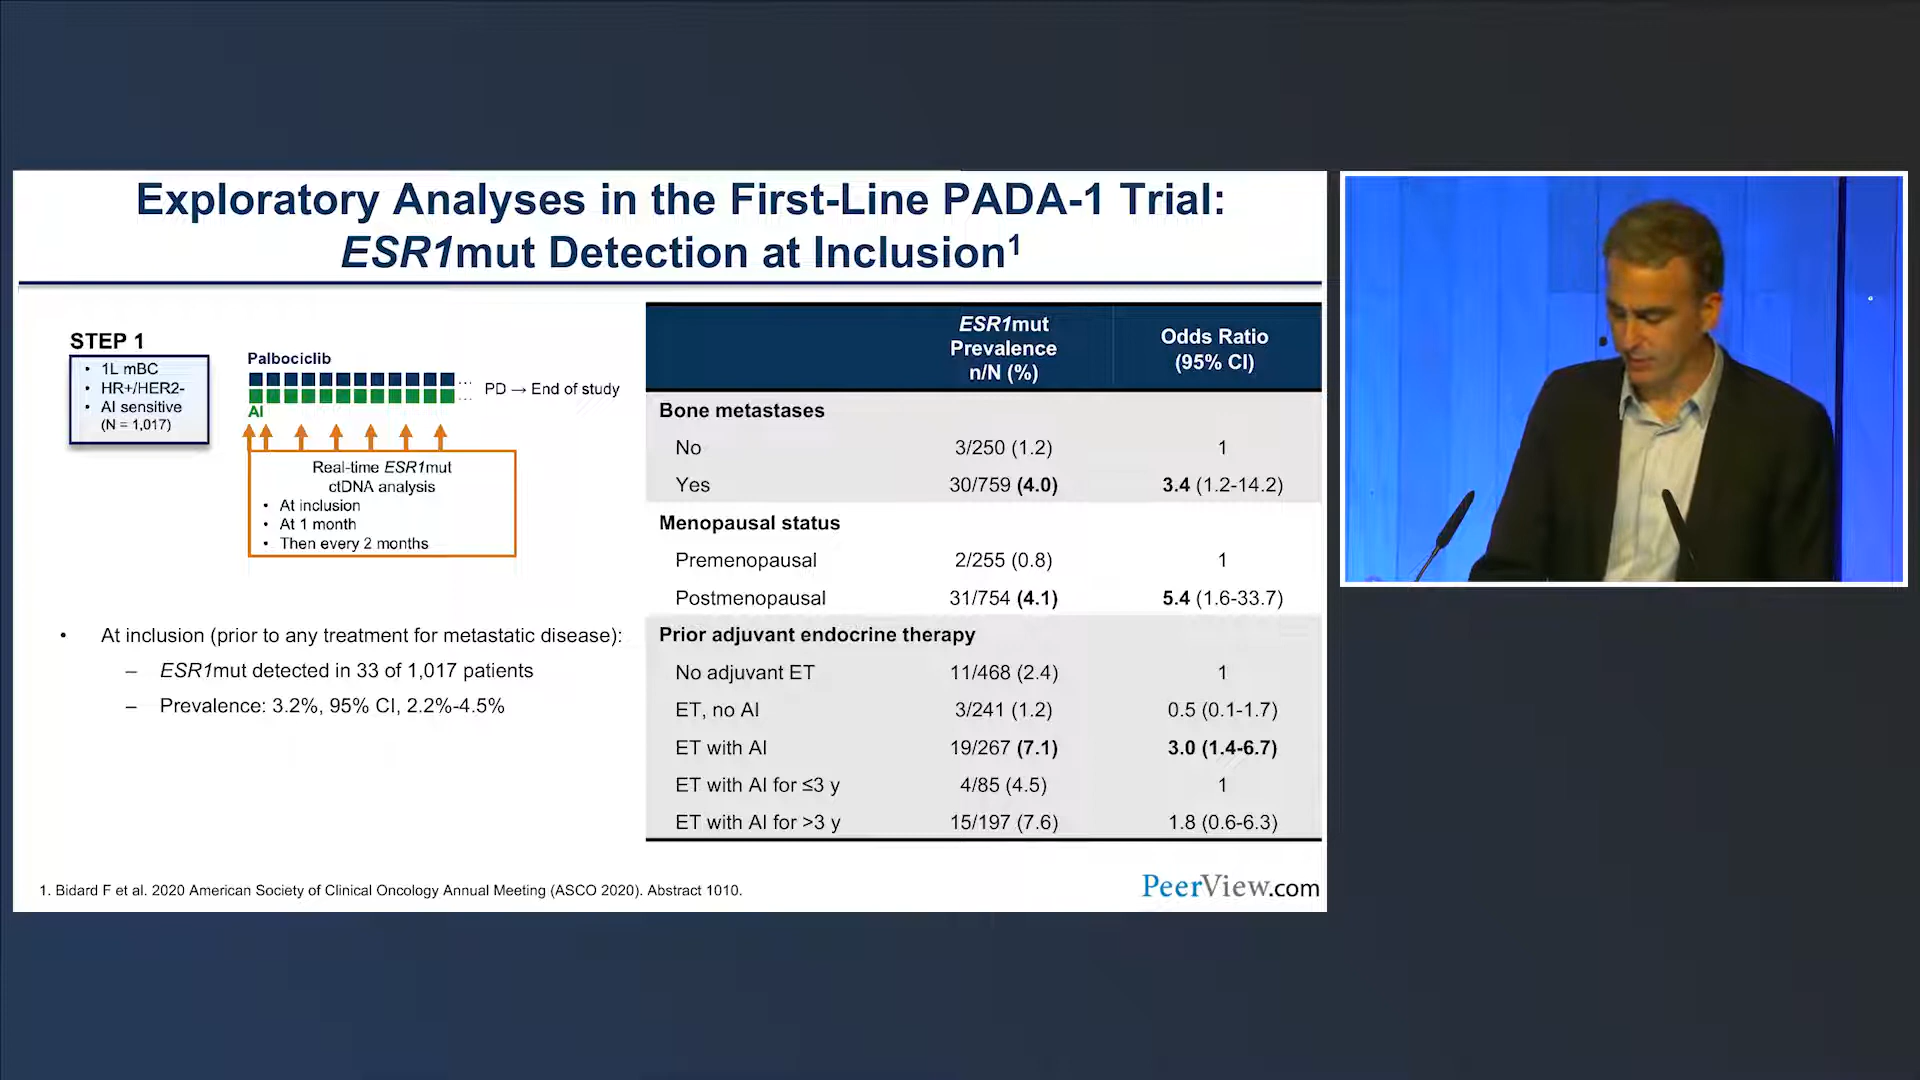 Exploratory Analyses in the First-Line PADA-1 Trial:
ESR1mut Detection at Inclusion1
STEP 1
• 1L mBC
• HR+/HER2-
• AI sensitive
(N = 1,017)
Palbociclib
AI
... PD → End of study
...
Real-time ESR1mut
ctDNA analysis
• At inclusion
• At 1 month
• Then every 2 months
• At inclusion (prior to any treatment for metastatic disease):
– ESR1mut detected in 33 of 1,017 patients
– Prevalence: 3.2%, 95% CI, 2.2%-4.5%
ESR1mut Prevalence n/N (%) Odds Ratio (95% CI)
Bone metastases
No 3/250 (1.2) 1
Yes 30/759 (4.0) 3.4 (1.2-14.2)
Menopausal status
Premenopausal 2/255 (0.8) 1
Postmenopausal 31/754 (4.1) 5.4 (1.6-33.7)
Prior adjuvant endocrine therapy
No adjuvant ET 11/468 (2.4) 1
ET, no AI 3/241 (1.2) 0.5 (0.1-1.7)
ET with AI 19/267 (7.1) 3.0 (1.4-6.7)
ET with AI for ≤3 y 4/85 (4.5) 1
ET with AI for >3 y 15/197 (7.6) 1.8 (0.6-6.3)
1. Bidard F et al. 2020 American Society of Clinical Oncology Annual Meeting (ASCO 2020). Abstract 1010.
PeerView.com